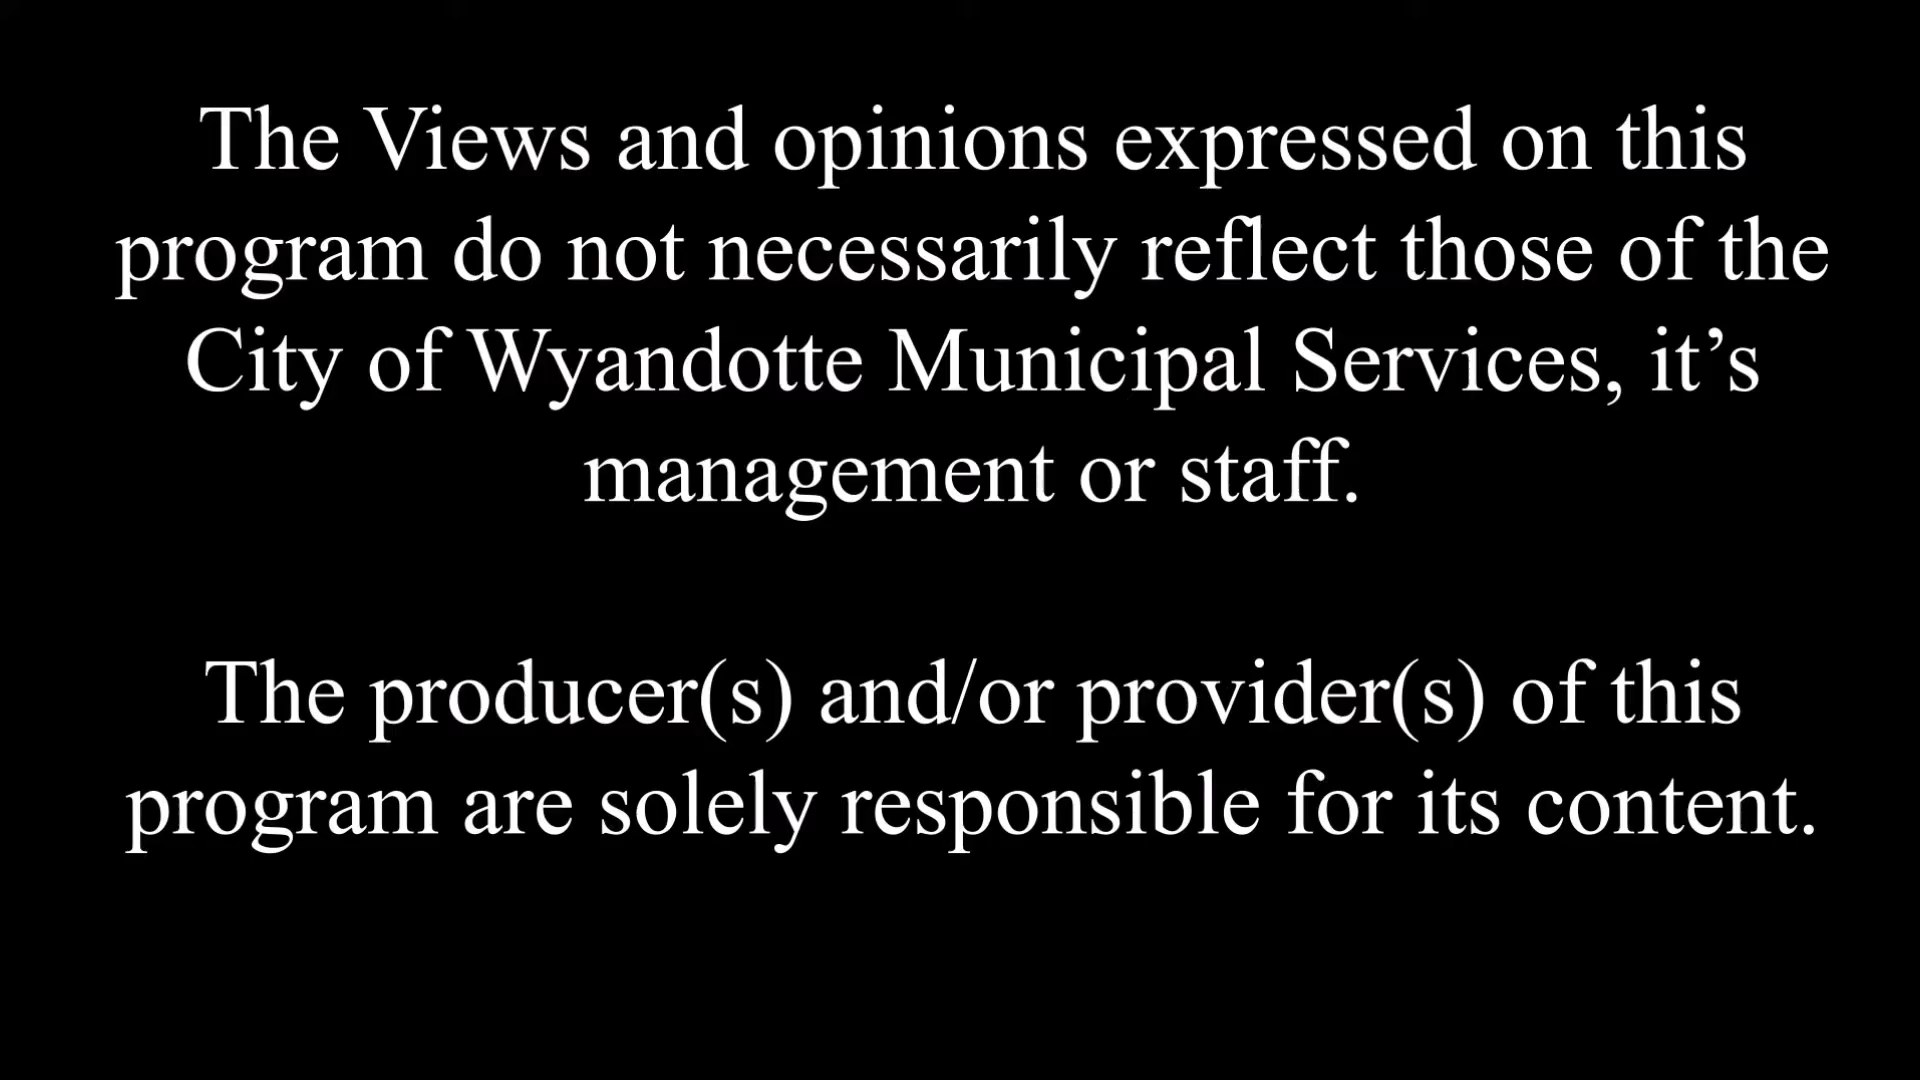 The Views and opinions expressed on this
program do not necessarily reflect those of the
City of Wyandotte Municipal Services, it’s
management or staff.
The producer(s) and/or provider(s) of this
program are solely responsible for its content.